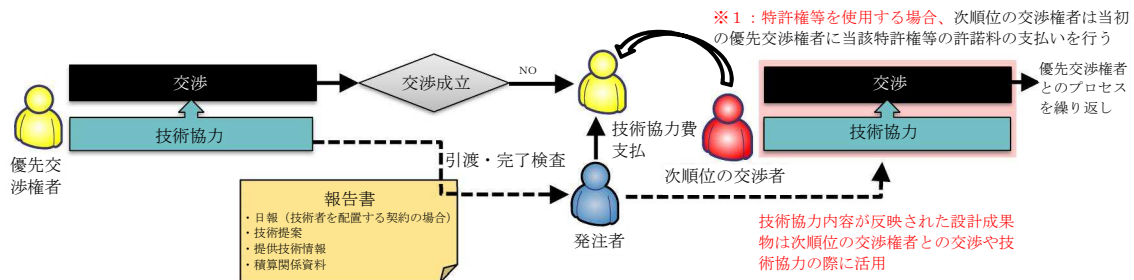 ※１：特許権等を使用する場合、次順位の交渉権者は当初
の優先交渉権者に当該特許権等の許諾料の支払いを行う
交渉
交渉成立
NO
技術協力
優先交
渉権者
引渡・完了検査
技術協力費
支払
次順位の交渉者
発注者
報告書
・日報（技術者を配置する契約の場合）
・技術提案
・提供技術情報
・積算関係資料
交渉
技術協力
優先交渉権者
とのプロセス
を繰り返し
技術協力内容が反映された設計成果
物は次順位の交渉権者との交渉や技
術協力の際に活用